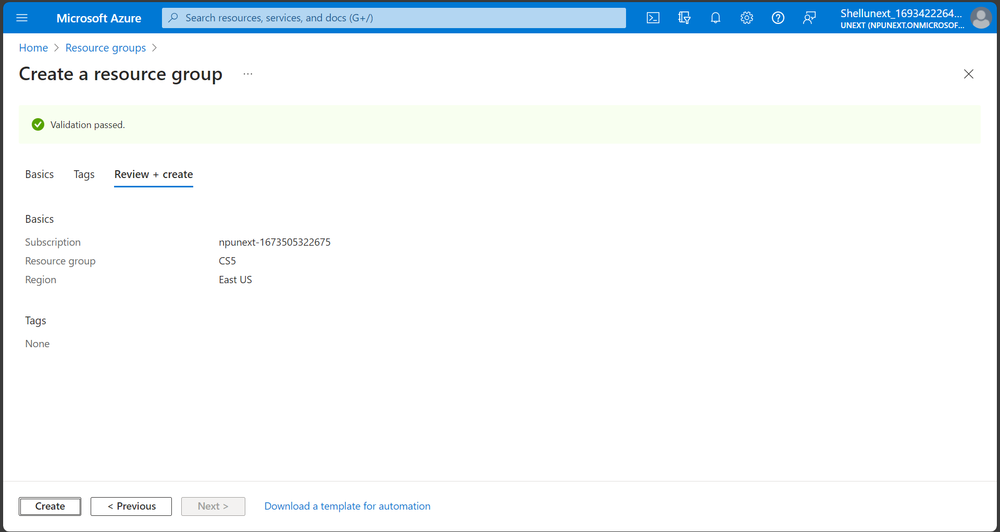 Microsoft Azure
Search resources, services, and docs (G+/)
Shellunext_1693422264...
UNEXT (NPUNEXT.ONMICROSOF...
Home > Resource groups >
Create a resource group ...
Validation passed.
Basics Tags Review + create
Basics
Subscription npunext-1673505322675
Resource group CS5
Region East US
Tags
None
Create < Previous Next > Download a template for automation